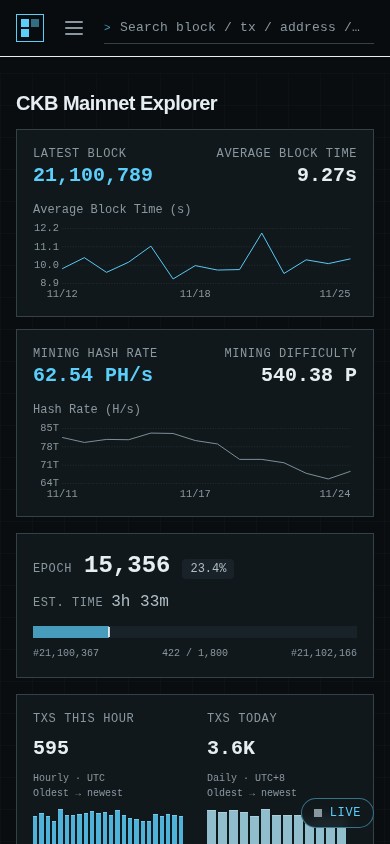 > Search block / tx / address /…
CKB Mainnet Explorer
LATEST BLOCK AVERAGE BLOCK TIME
21,100,789 9.27s
Average Block Time (s)
12.2
11.1
10.0
8.9
11/12 11/18 11/25
MINING HASH RATE MINING DIFFICULTY
62.54 PH/s 540.38 P
Hash Rate (H/s)
85T
78T
71T
64T
11/11 11/17 11/24
EPOCH 15,356 23.4%
EST. TIME 3h 33m
#21,100,367 422 / 1,800 #21,102,166
TXS THIS HOUR TXS TODAY
595 3.6K
Hourly · UTC Daily · UTC+8
Oldest → newest Oldest → newest
LIVE